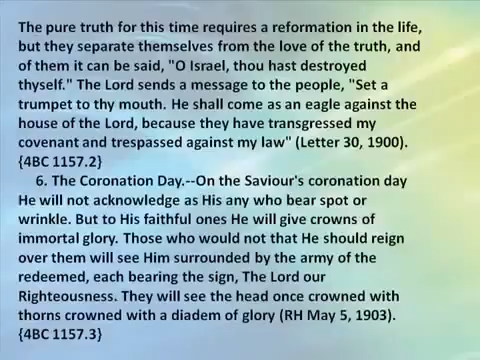 The pure truth for this time requires a reformation in the life,
but they separate themselves from the love of the truth, and
of them it can be said, "O Israel, thou hast destroyed
thyself." The Lord sends a message to the people, "Set a
trumpet to thy mouth. He shall come as an eagle against the
house of the Lord, because they have transgressed my
covenant and trespassed against my law" (Letter 30, 1900).
{4BC 1157.2}
6. The Coronation Day.--On the Saviour's coronation day
He will not acknowledge as His any who bear spot or
wrinkle. But to His faithful ones He will give crowns of
immortal glory. Those who would not that He should reign
over them will see Him surrounded by the army of the
redeemed, each bearing the sign, The Lord our
Righteousness. They will see the head once crowned with
thorns crowned with a diadem of glory (RH May 5, 1903).
{4BC 1157.3}